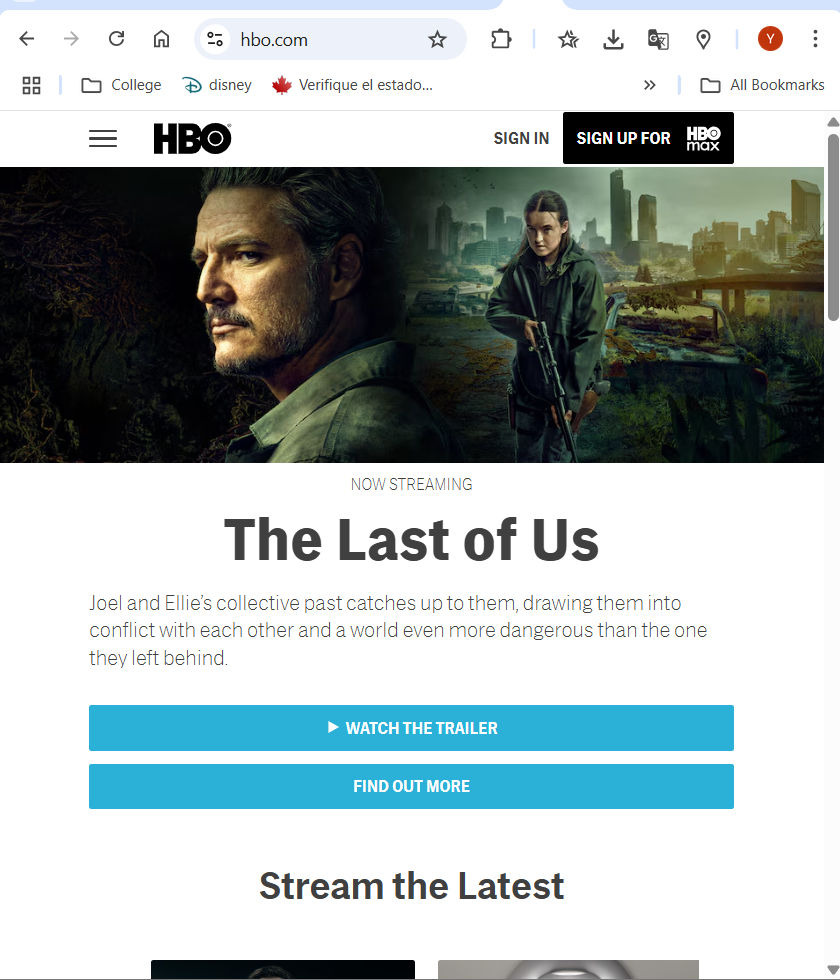 hbo.com
Y
College
disney
Verifique el estado...
»
All Bookmarks
HBO
SIGN IN
SIGN UP FOR
HBO
max
NOW STREAMING
The Last of Us
Joel and Ellie’s collective past catches up to them, drawing them into
conflict with each other and a world even more dangerous than the one
they left behind.
WATCH THE TRAILER
FIND OUT MORE
Stream the Latest